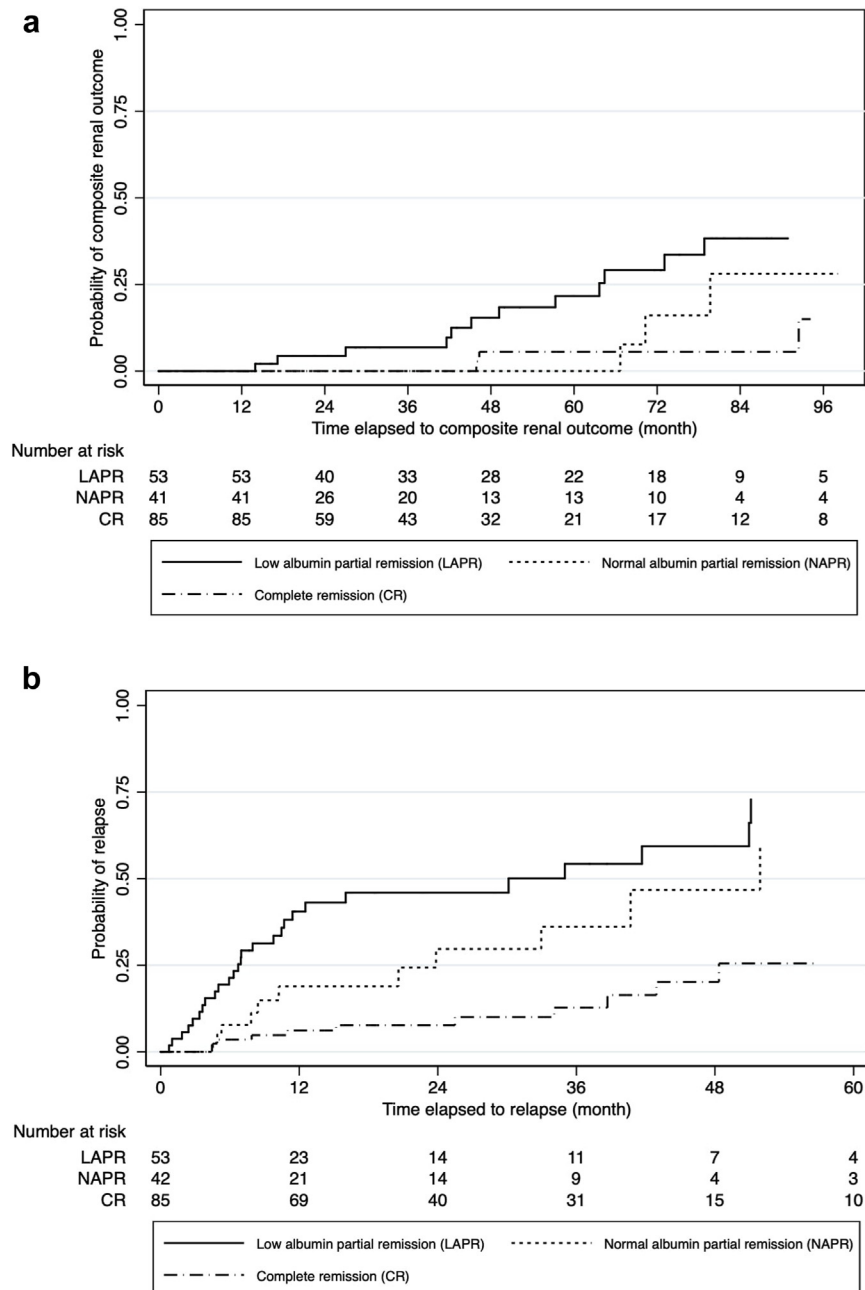 a
Probability of composite renal outcome
1.00
0.75
0.50
0.25
0.00
0 12 24 36 48 60 72 84 96
Time elapsed to composite renal outcome (month)
Number at risk
LAPR 53 53 40 33 28 22 18 9 5
NAPR 41 41 26 20 13 13 10 4 4
CR 85 85 59 43 32 21 17 12 8
Low albumin partial remission (LAPR) Normal albumin partial remission (NAPR)
Complete remission (CR)
b
Probability of relapse
1.00
0.75
0.50
0.25
0.00
0 12 24 36 48 60
Time elapsed to relapse (month)
Number at risk
LAPR 53 23 14 11 7 4
NAPR 42 21 14 9 4 3
CR 85 69 40 31 15 10
Low albumin partial remission (LAPR) Normal albumin partial remission (NAPR)
Complete remission (CR)